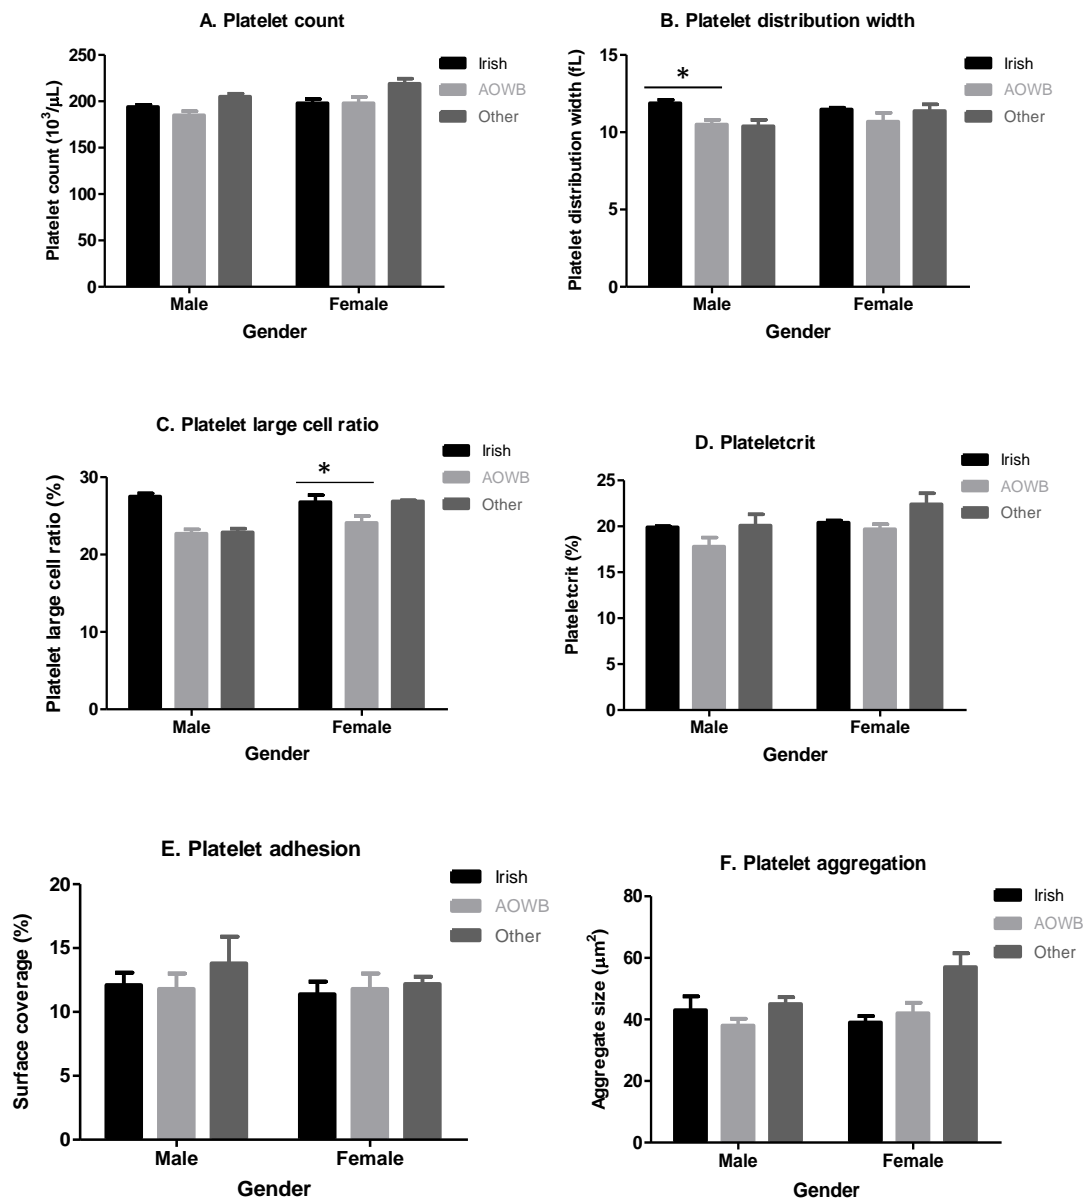 A. Platelet count
Platelet count (10³/μL)
250
200
150
100
50
0
Irish
AOWB
Other
Male
Female
Gender
B. Platelet distribution width
Platelet distribution width (fL)
15
10
5
0
*
Irish
AOWB
Other
Male
Female
Gender
C. Platelet large cell ratio
Platelet large cell ratio (%)
30
20
10
0
*
Irish
AOWB
Other
Male
Female
Gender
D. Plateletcrit
Plateletcrit (%)
25
20
15
10
5
0
Irish
AOWB
Other
Male
Female
Gender
E. Platelet adhesion
Surface coverage (%)
20
15
10
5
0
Irish
AOWB
Other
Male
Female
Gender
F. Platelet aggregation
Aggregate size (μm²)
80
60
40
20
0
Irish
AOWB
Other
Male
Female
Gender